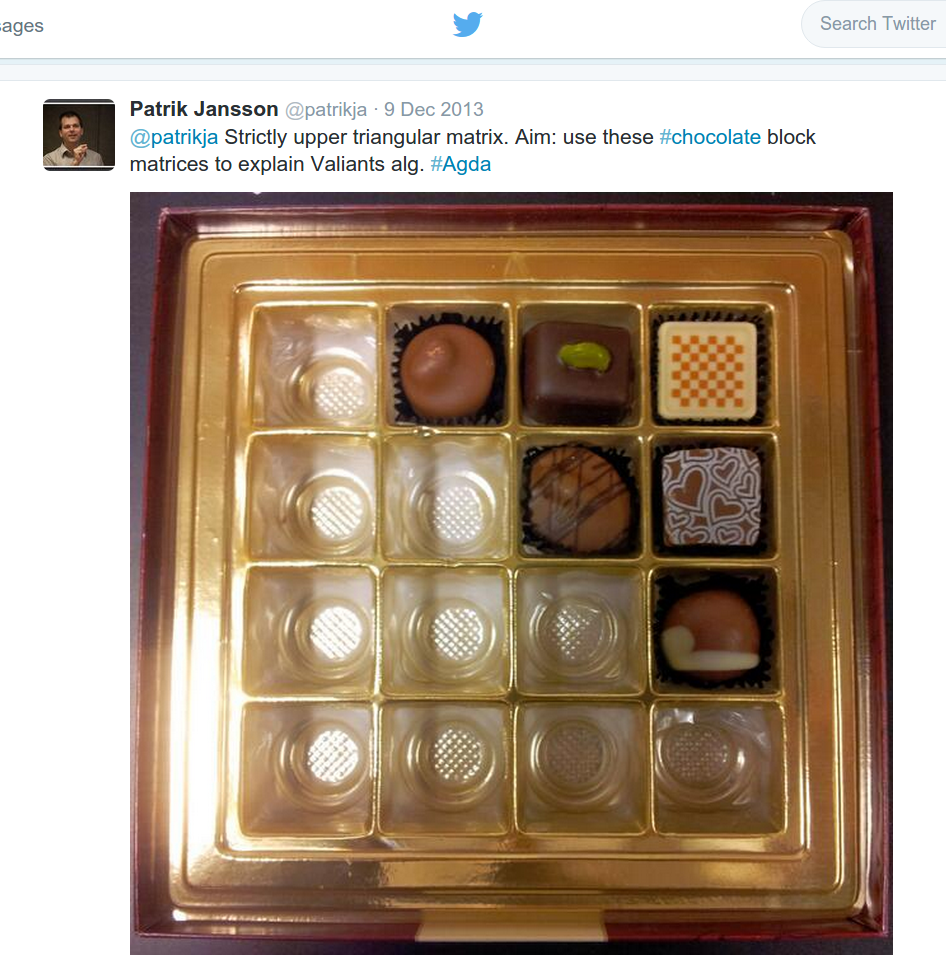 sages
Search Twitter
Patrik Jansson @patrikja · 9 Dec 2013
@patrikja Strictly upper triangular matrix. Aim: use these #chocolate block
matrices to explain Valiants alg. #Agda